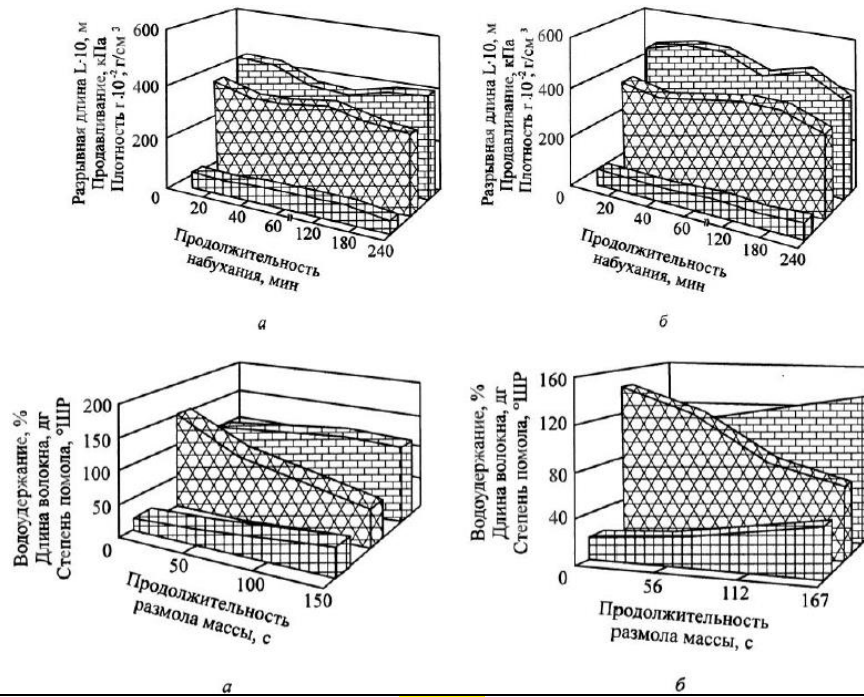 Разрывная длина L·10, м
Продавливание, кПа
Плотность г·10⁻², г/см³
600
400
200
0
20
40
60
120
180
240
Продолжительность
набухания, мин
а
Разрывная длина L·10, м
Продавливание, кПа
Плотность г·10⁻², г/см³
600
400
200
0
20
40
60
120
180
240
Продолжительность
набухания, мин
б
Водоудержание, %
Длина волокна, дг
Степень помола, °ШР
200
150
100
50
0
50
100
150
Продолжительность
размола массы, с
а
Водоудержание, %
Длина волокна, дг
Степень помола, °ШР
160
120
80
40
0
56
112
167
Продолжительность
размола массы, с
б